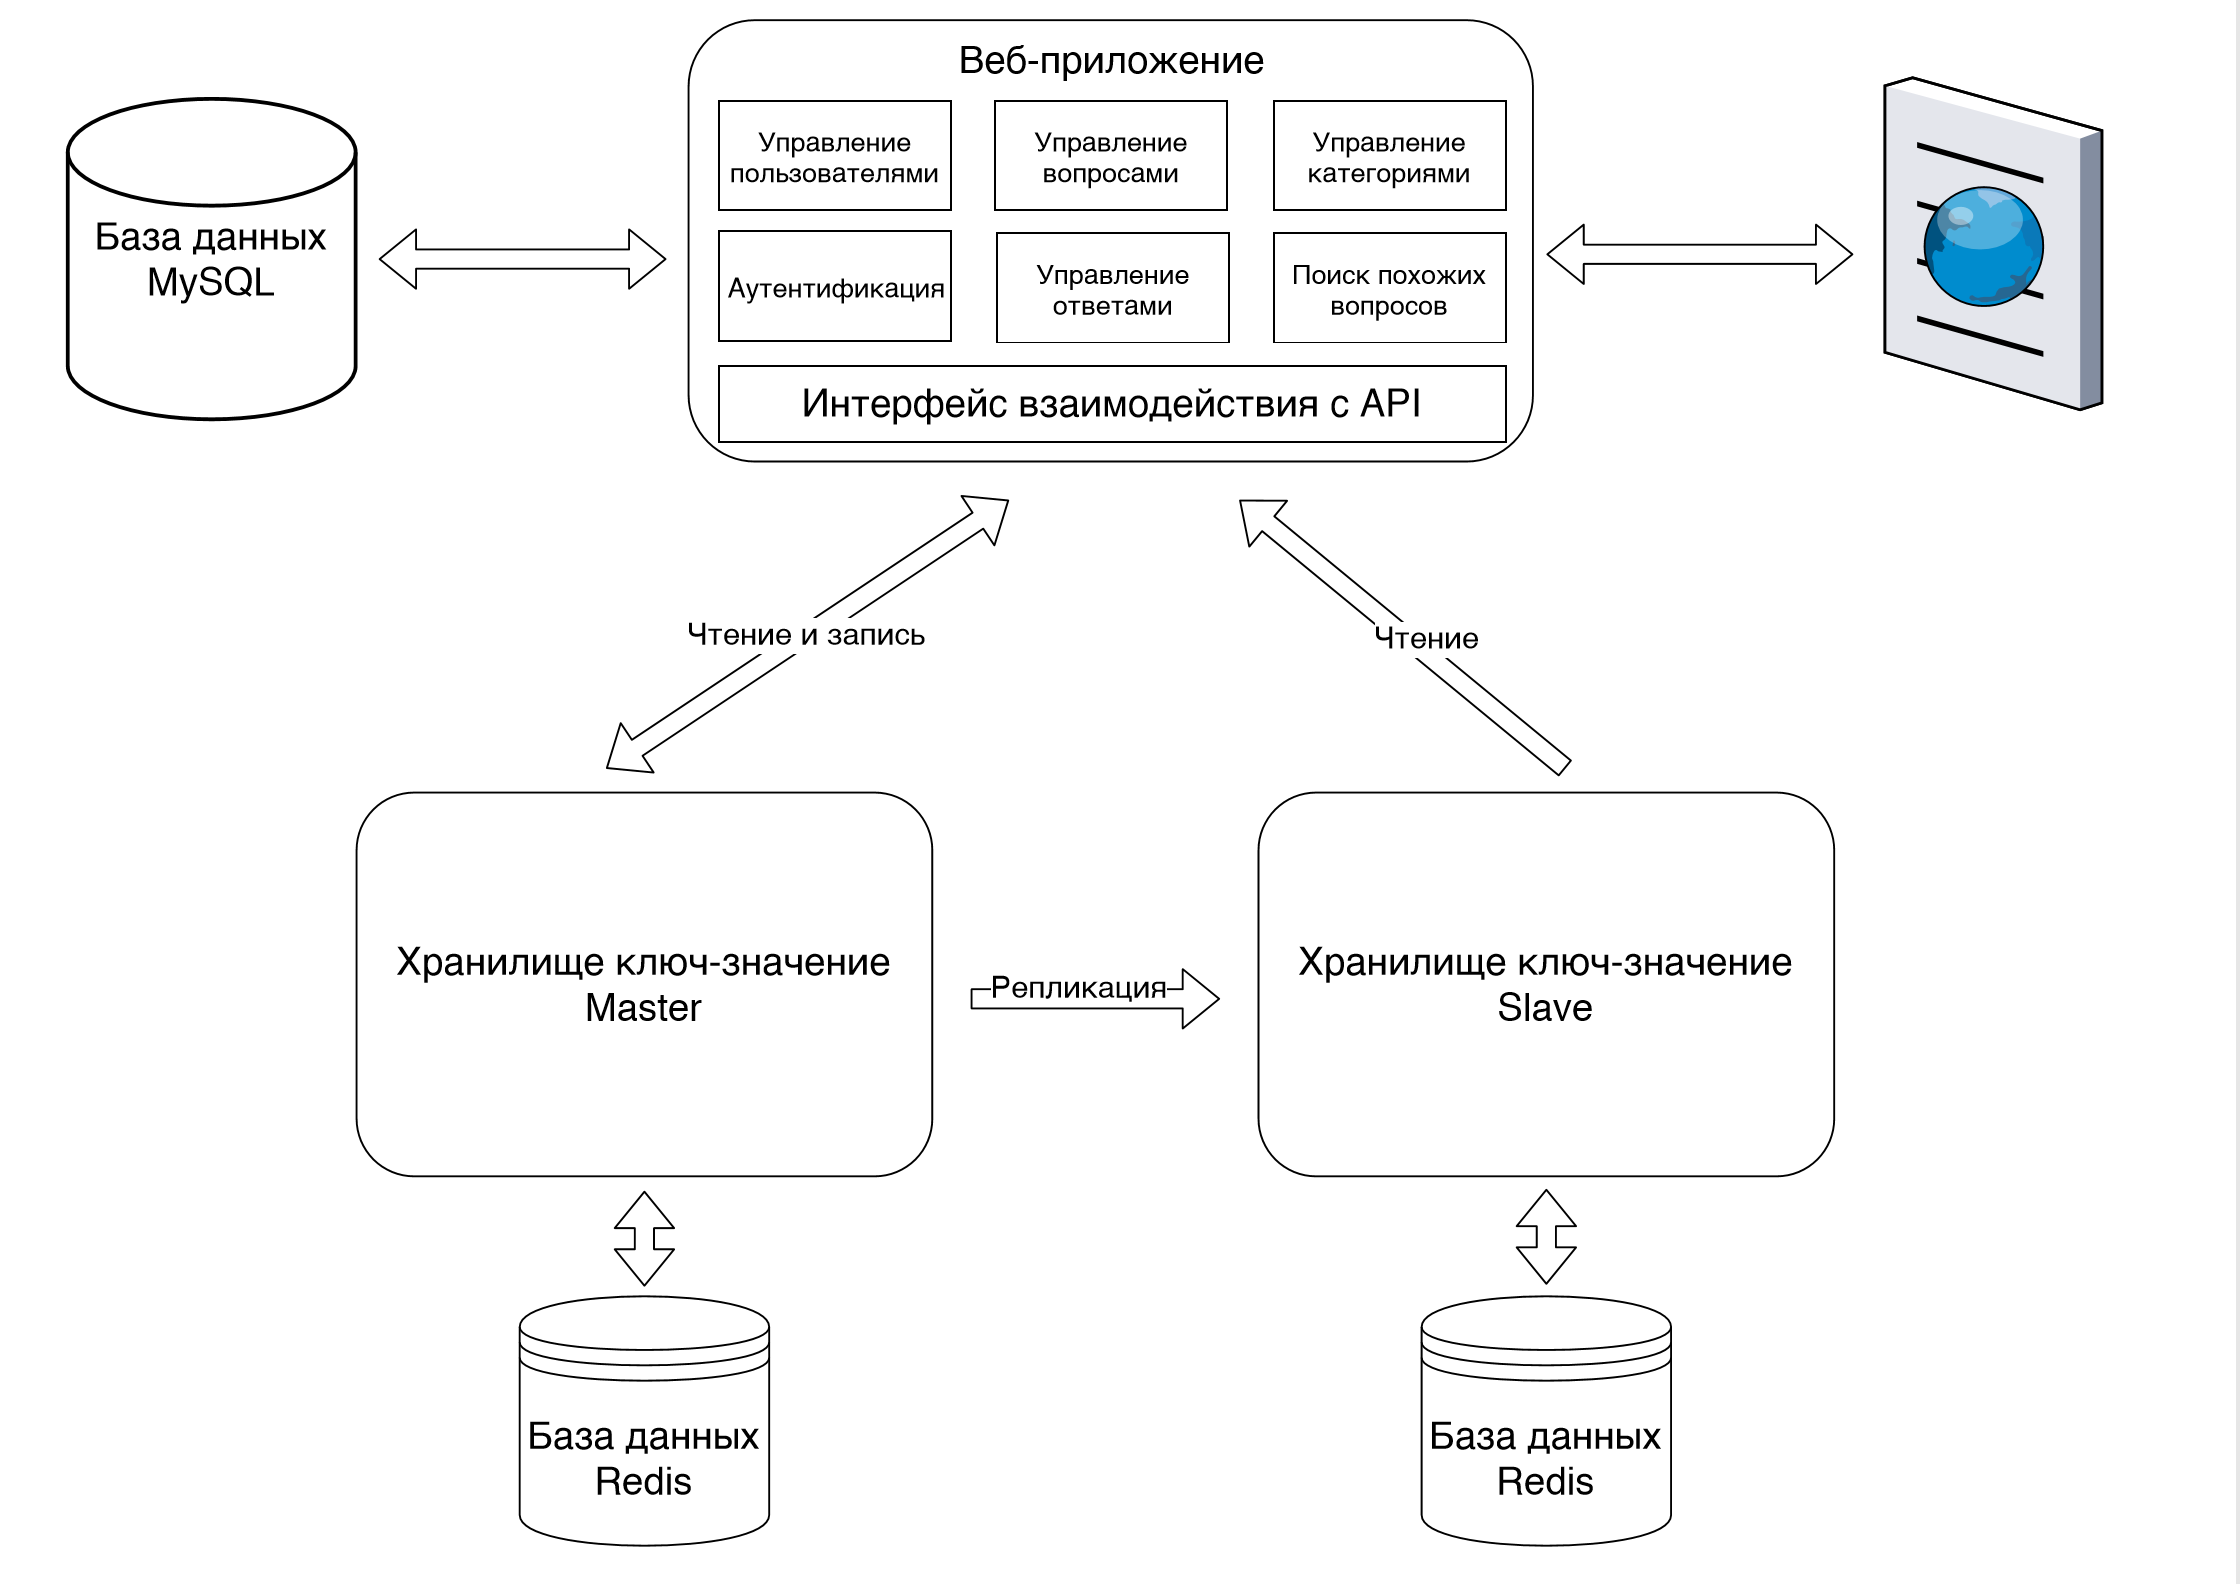 Веб-приложение
Управление
пользователями
Управление
вопросами
Управление
категориями
Аутентификация
Управление
ответами
Поиск похожих
вопросов
Интерфейс взаимодействия с API
База данных
MySQL
Чтение и запись
Чтение
Хранилище ключ-значение
Master
Репликация
Хранилище ключ-значение
Slave
База данных
Redis
База данных
Redis